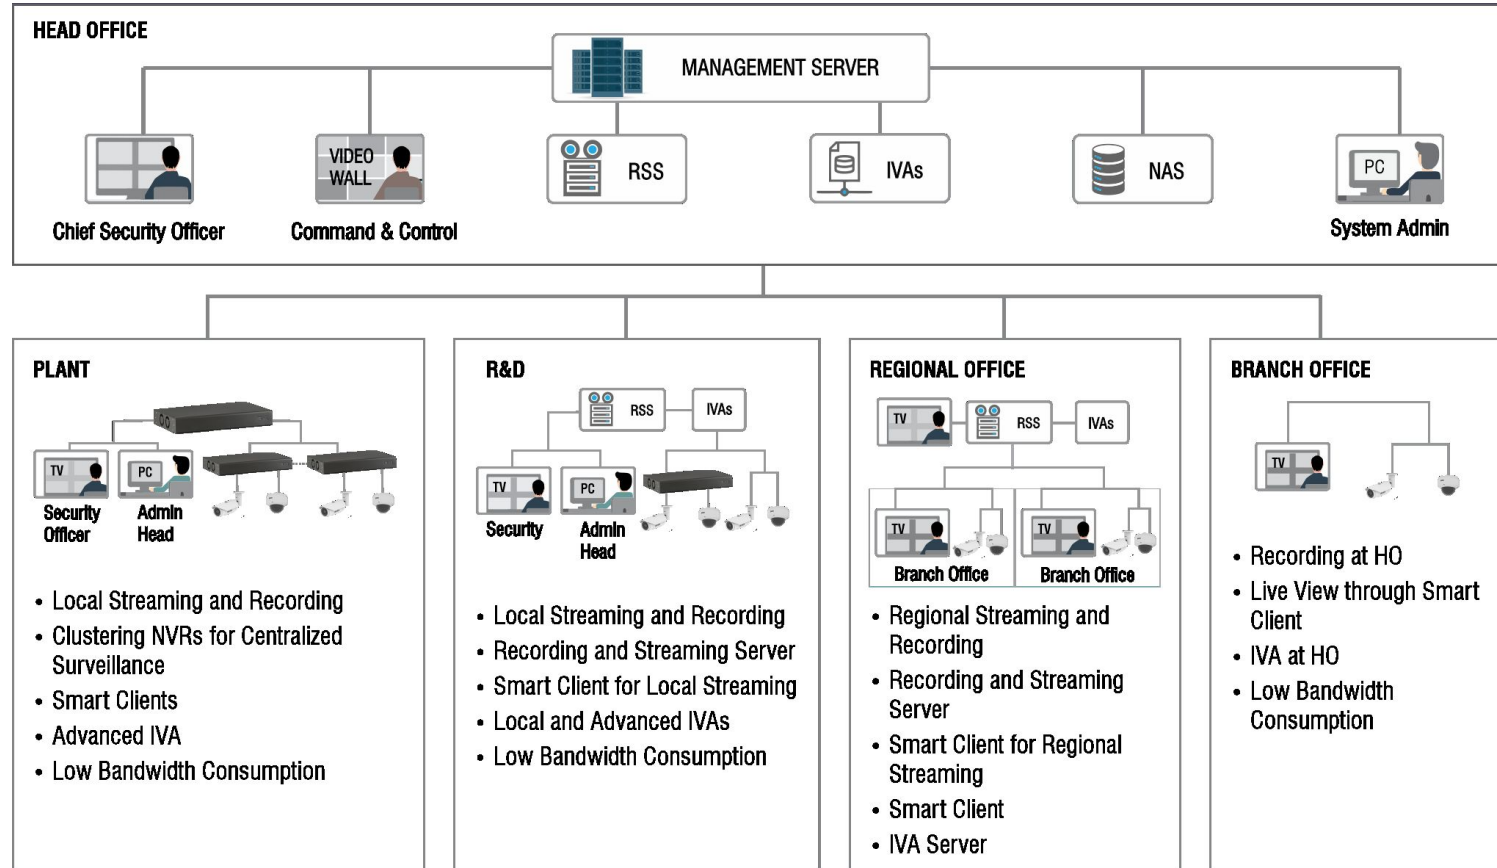 HEAD OFFICE
MANAGEMENT SERVER
VIDEO
WALL
RSS
IVAs
NAS
PC
Chief Security Officer
Command & Control
System Admin
PLANT
TV
PC
Security
Officer
Admin
Head
• Local Streaming and Recording
• Clustering NVRs for Centralized
Surveillance
• Smart Clients
• Advanced IVA
• Low Bandwidth Consumption
R&D
RSS
IVAs
TV
PC
Security
Admin
Head
• Local Streaming and Recording
• Recording and Streaming Server
• Smart Client for Local Streaming
• Local and Advanced IVAs
• Low Bandwidth Consumption
REGIONAL OFFICE
TV
RSS
IVAs
TV
TV
Branch Office
Branch Office
• Regional Streaming and
Recording
• Recording and Streaming
Server
• Smart Client for Regional
Streaming
• Smart Client
• IVA Server
BRANCH OFFICE
TV
• Recording at HO
• Live View through Smart
Client
• IVA at HO
• Low Bandwidth
Consumption